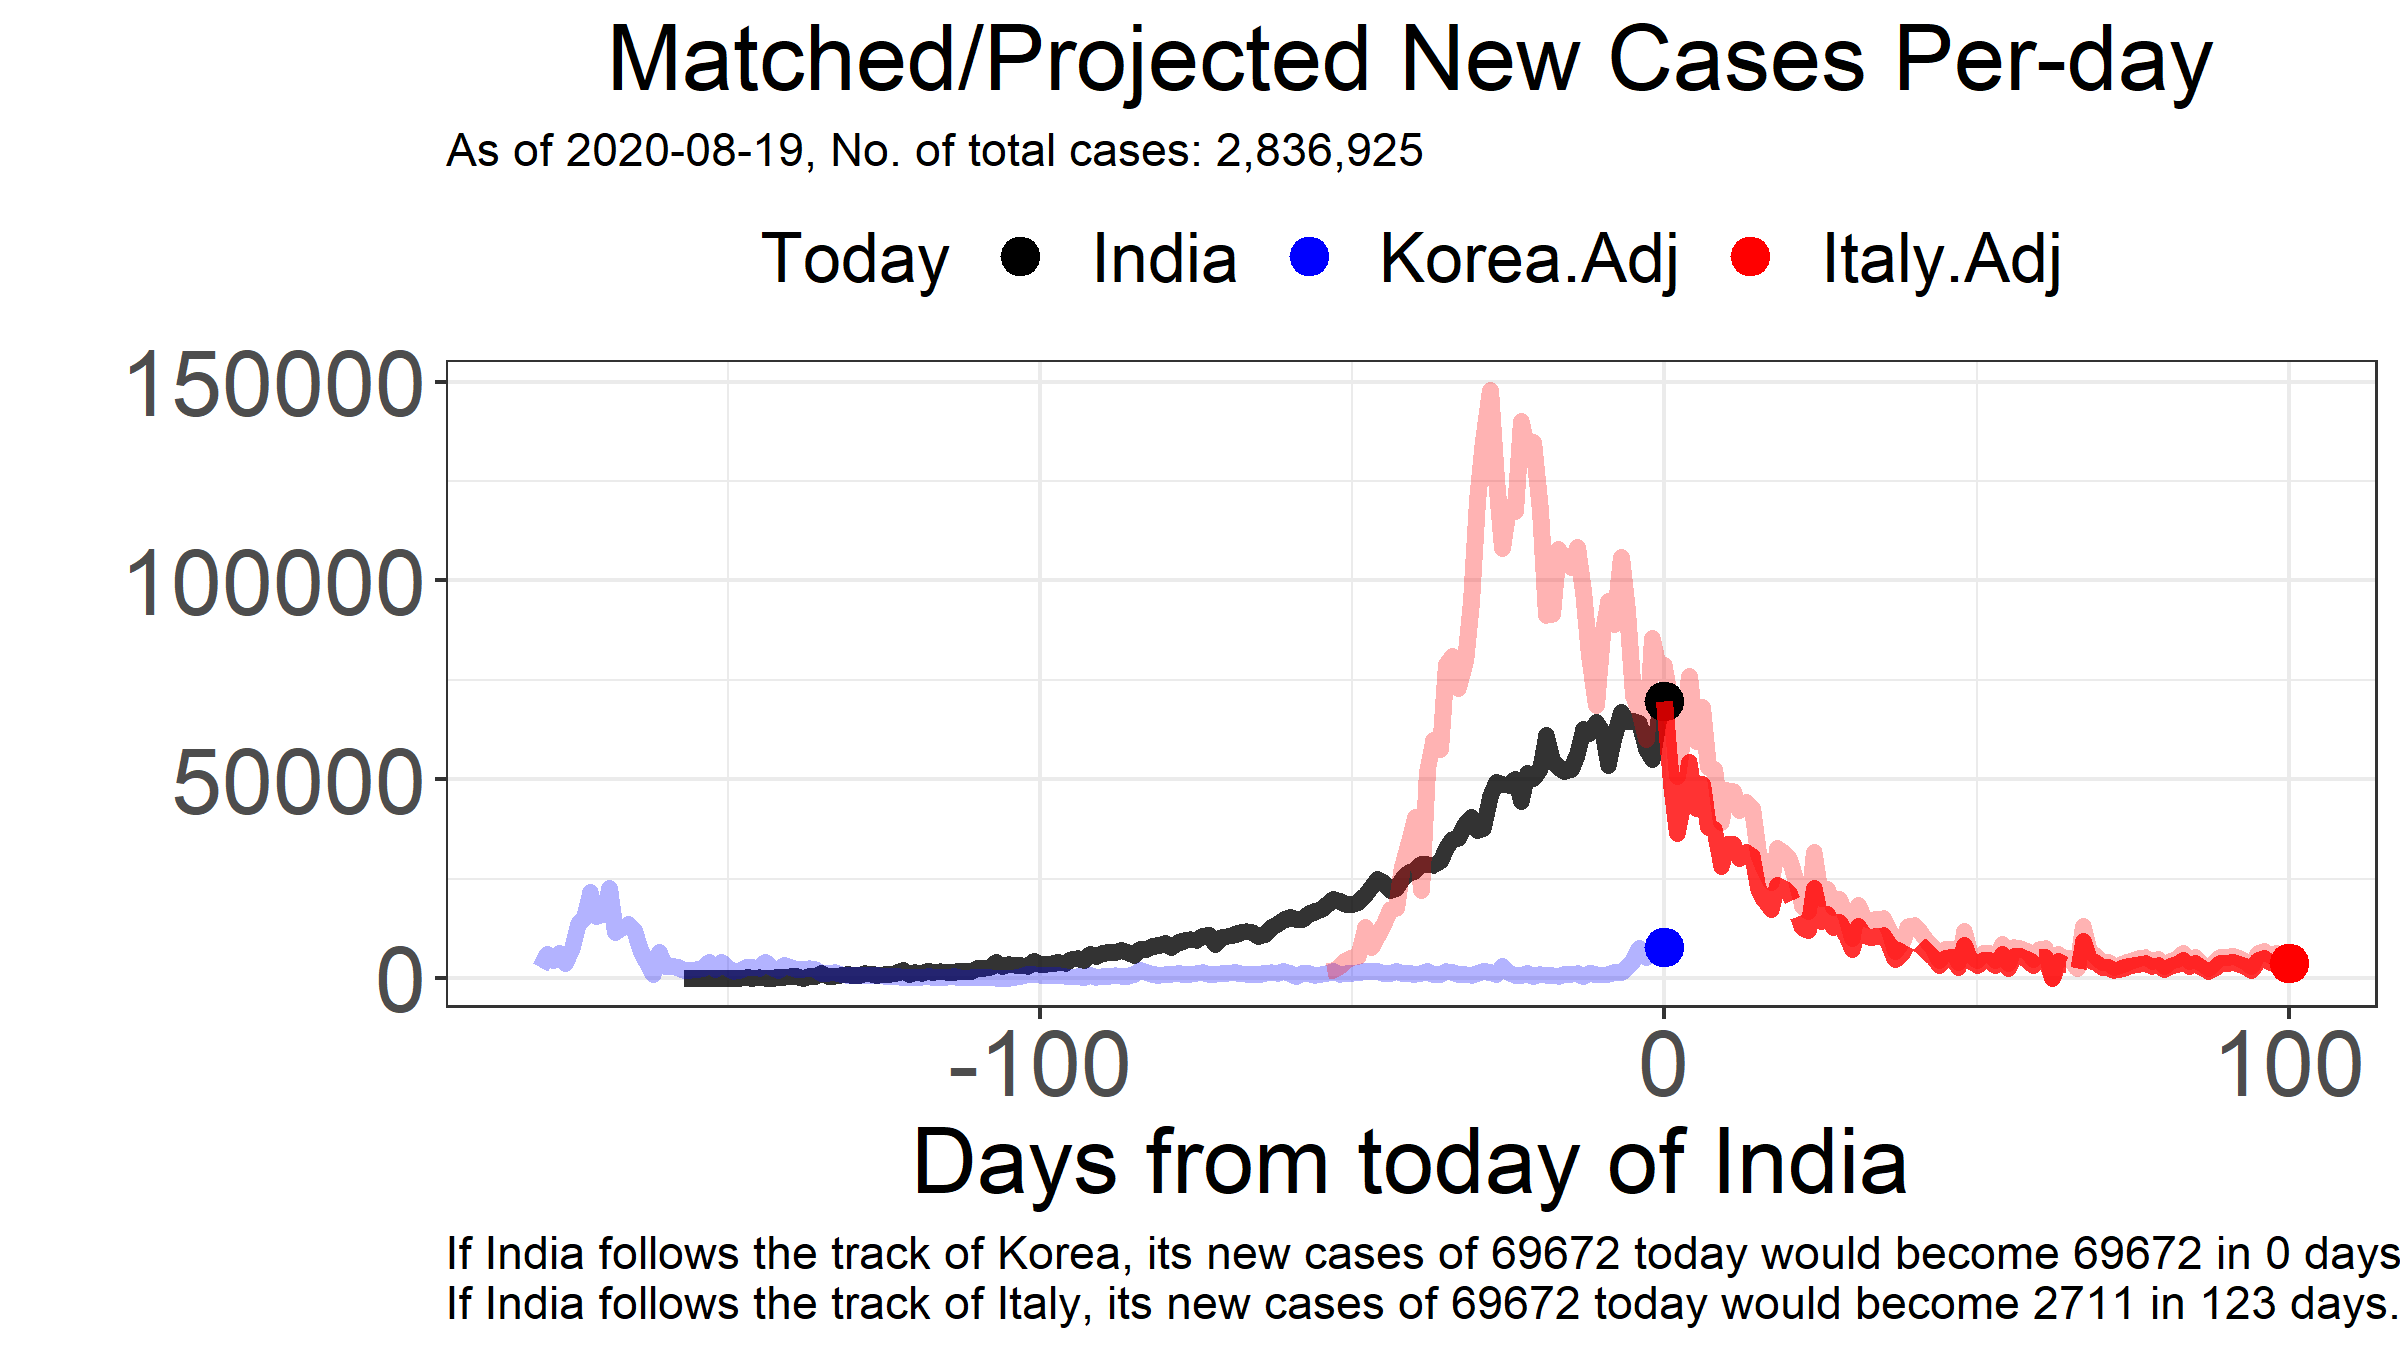 Matched/Projected New Cases Per-day
As of 2020-08-19, No. of total cases: 2,836,925
Today India Korea.Adj Italy.Adj
150000
100000
50000
0
-100 0 100
Days from today of India
If India follows the track of Korea, its new cases of 69672 today would become 69672 in 0 days
If India follows the track of Italy, its new cases of 69672 today would become 2711 in 123 days.